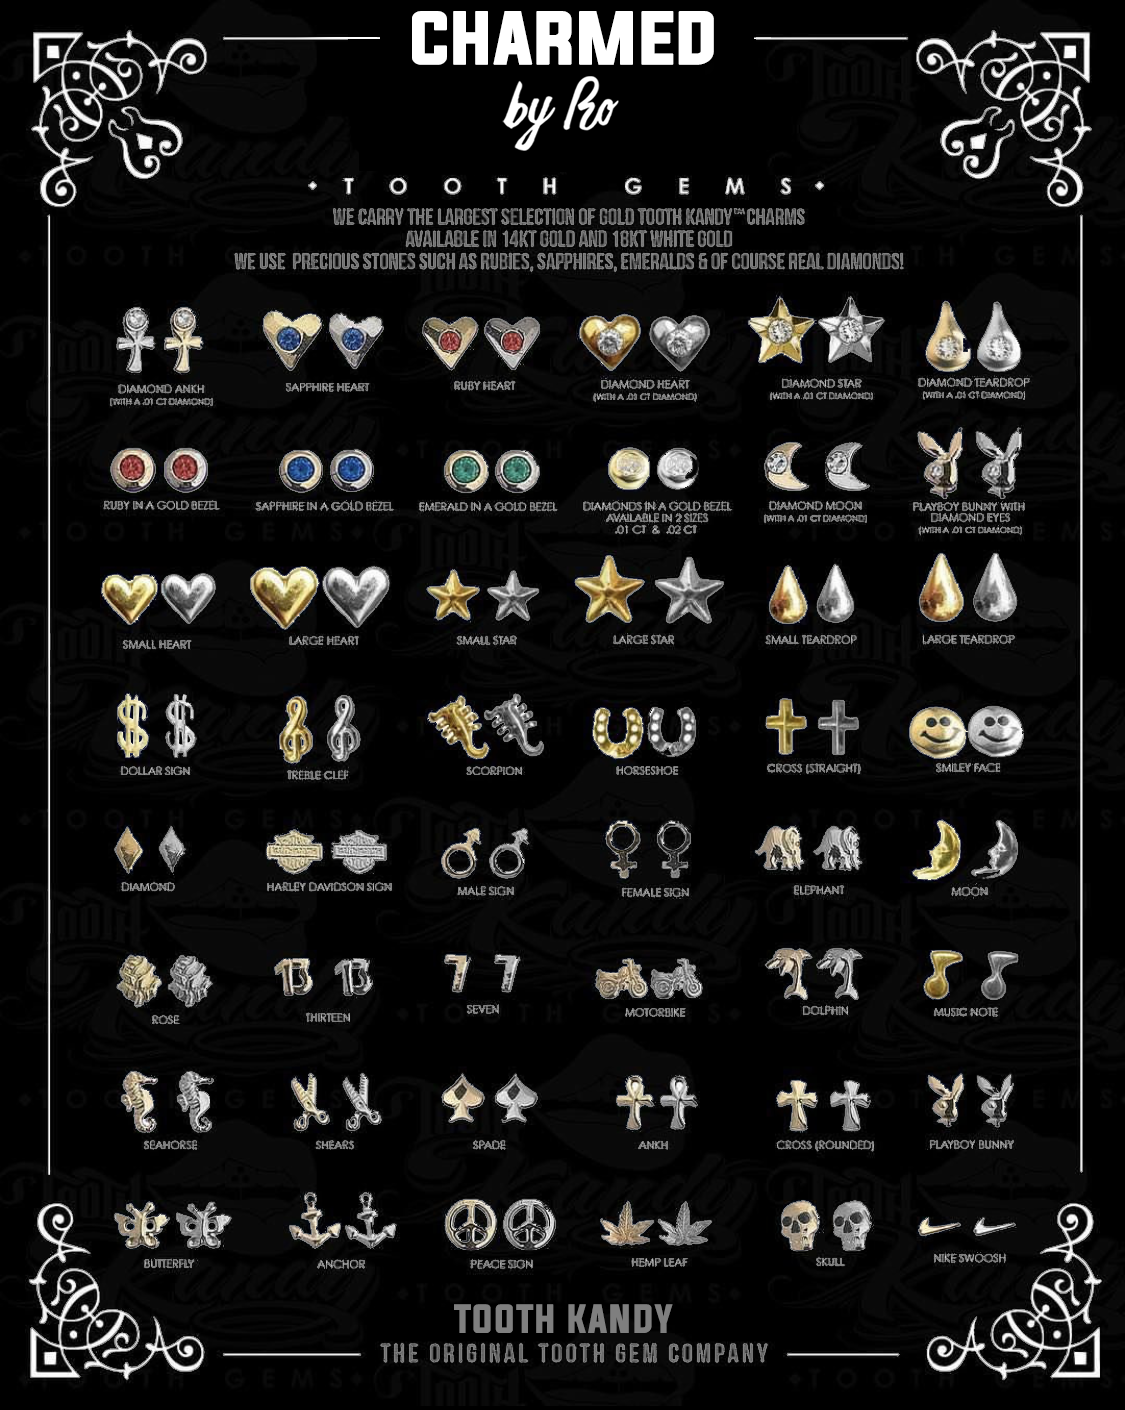 CHARMED
by Ro
• TOOTH GEMS •
WE CARRY THE LARGEST SELECTION OF GOLD TOOTH KANDY™ CHARMS
AVAILABLE IN 14KT GOLD AND 18KT WHITE GOLD
WE USE PRECIOUS STONES SUCH AS RUBIES, SAPPHIRES, EMERALDS & OF COURSE REAL DIAMONDS!
DIAMOND ANKH
(WITH A .01 CT DIAMOND)
SAPPHIRE HEART
RUBY HEART
DIAMOND HEART
(WITH A .03 CT DIAMOND)
DIAMOND STAR
(WITH A .01 CT DIAMOND)
DIAMOND TEARDROP
(WITH A .01 CT DIAMOND)
RUBY IN A GOLD BEZEL
SAPPHIRE IN A GOLD BEZEL
EMERALD IN A GOLD BEZEL
DIAMONDS IN A GOLD BEZEL
AVAILABLE IN 2 SIZES
.01 CT & .02 CT
DIAMOND MOON
(WITH A .01 CT DIAMOND)
PLAYBOY BUNNY WITH
DIAMOND EYES
(WITH A .01 CT DIAMOND)
SMALL HEART
LARGE HEART
SMALL STAR
LARGE STAR
SMALL TEARDROP
LARGE TEARDROP
DOLLAR SIGN
TREBLE CLEF
SCORPION
HORSESHOE
CROSS (STRAIGHT)
SMILEY FACE
DIAMOND
HARLEY DAVIDSON SIGN
MALE SIGN
FEMALE SIGN
ELEPHANT
MOON
ROSE
THIRTEEN
SEVEN
MOTORBIKE
DOLPHIN
MUSIC NOTE
SEAHORSE
SHEARS
SPADE
ANKH
CROSS (ROUNDED)
PLAYBOY BUNNY
BUTTERFLY
ANCHOR
PEACE SIGN
HEMP LEAF
SKULL
NIKE SWOOSH
TOOTH KANDY
THE ORIGINAL TOOTH GEM COMPANY